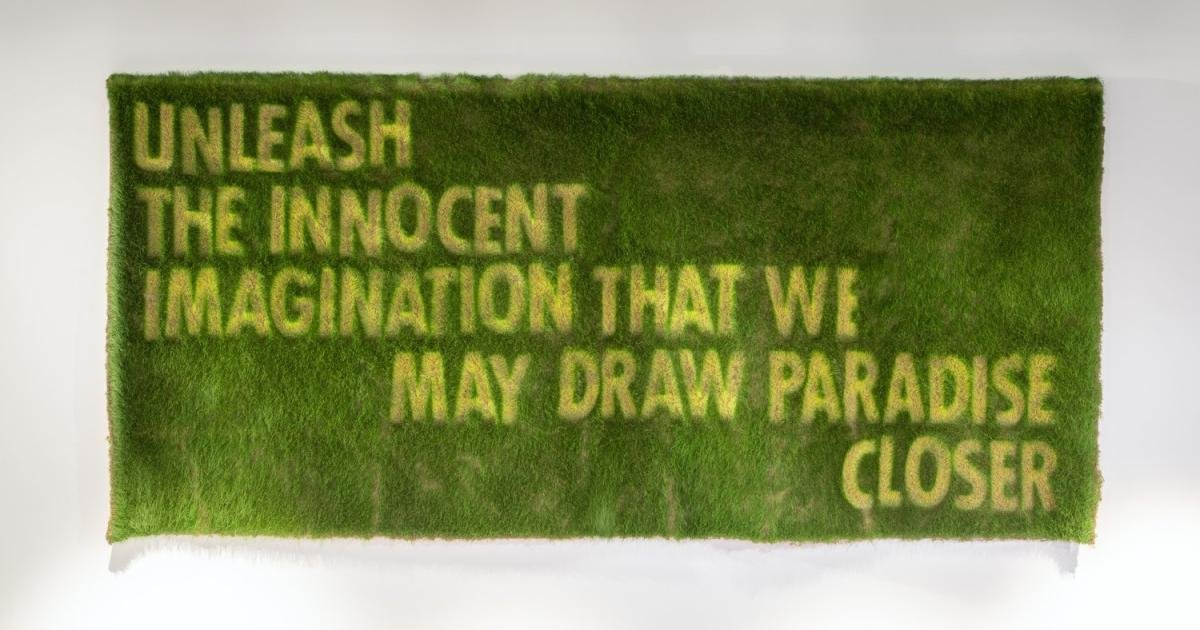 UNLEASH
THE INNOCENT
IMAGINATION THAT WE
MAY DRAW PARADISE
CLOSER